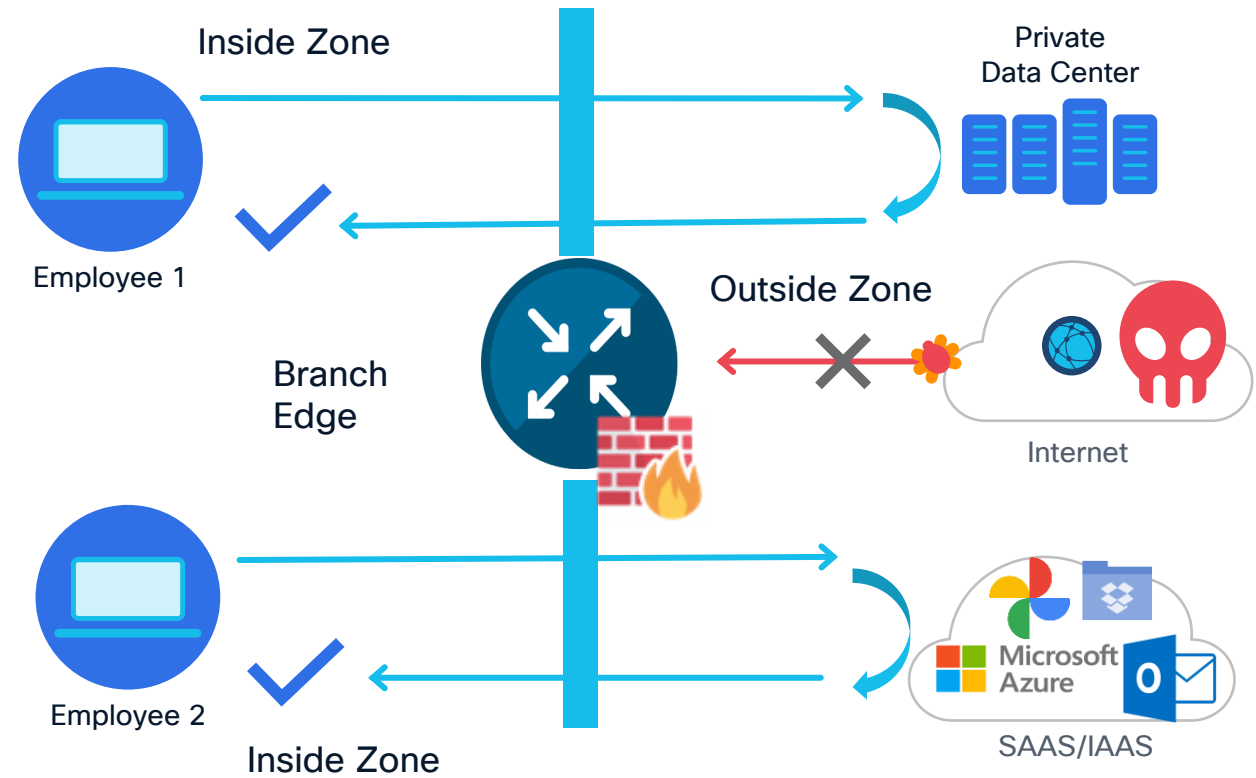 Inside Zone
Private
Data Center
Employee 1
Outside Zone
Branch
Edge
Internet
Microsoft
Azure
O
Employee 2
SAAS/IAAS
Inside Zone